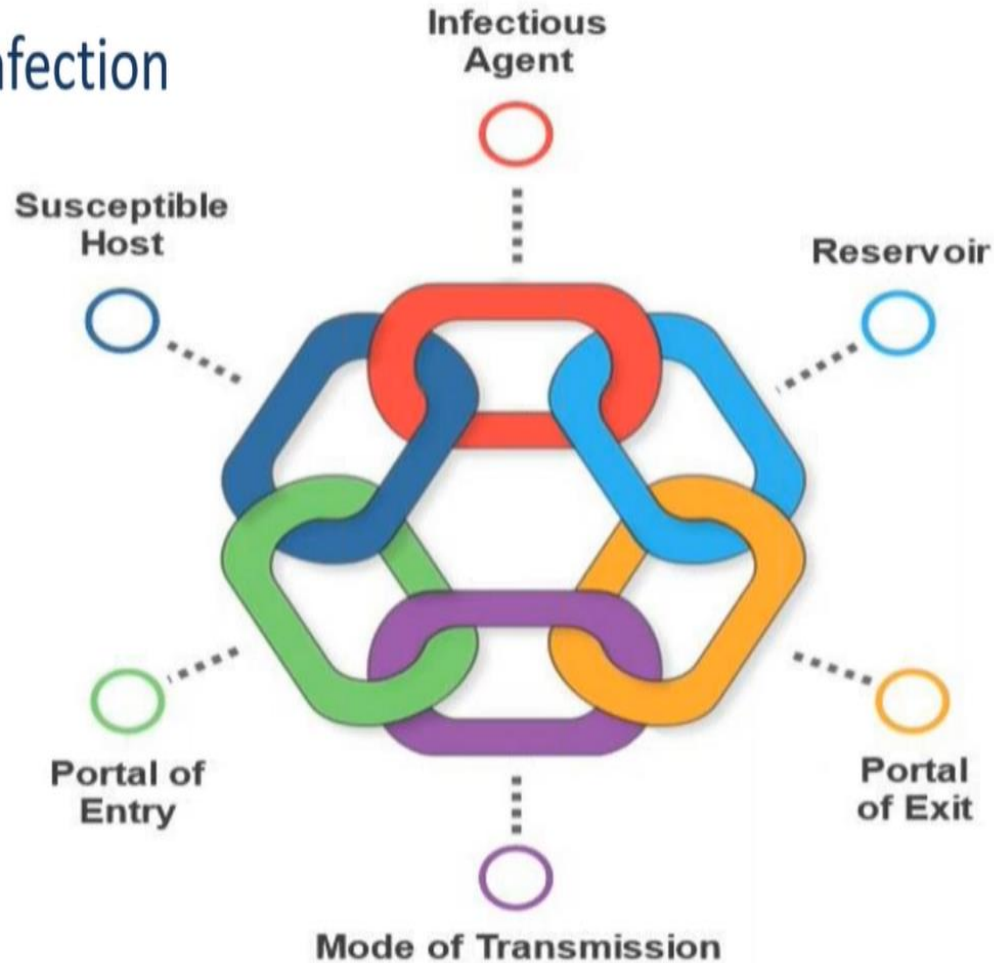 nfection
Infectious
Agent
Susceptible
Host
Reservoir
Portal of
Entry
Portal
of Exit
Mode of Transmission